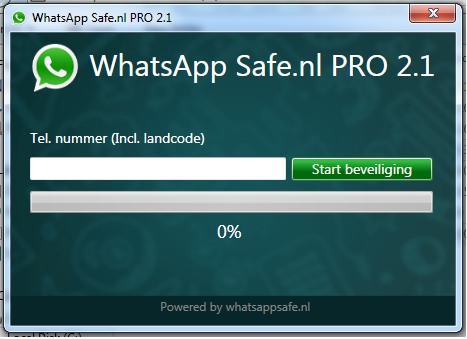 WhatsApp Safe.nl PRO 2.1
WhatsApp Safe.nl PRO 2.1
Tel. nummer (Incl. landcode)
Start beveiliging
0%
Powered by whatsappsafe.nl